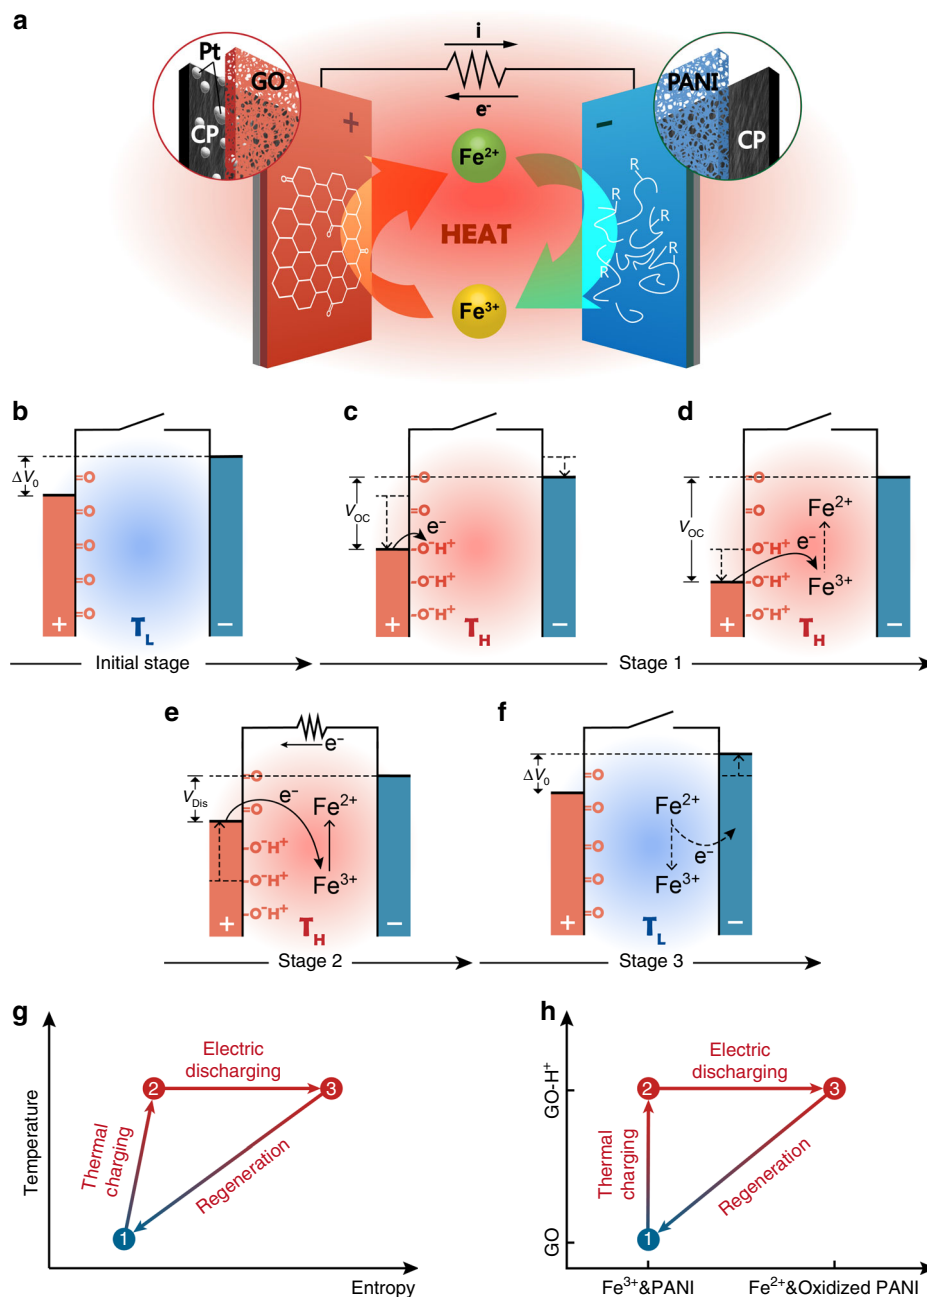 a
i
Pt
GO
PANI
CP
CP
e⁻
+
−
Fe²⁺
R
R
R
R
HEAT
Fe³⁺
b
c
d
ΔV₀
=O
=O
=O
=O
=O
+
−
T_L
V_OC
=O
=O
e⁻
-O⁻H⁺
-O⁻H⁺
-O⁻H⁺
+
−
T_H
V_OC
=O
=O
Fe²⁺
e⁻
-O⁻H⁺
-O⁻H⁺
-O⁻H⁺
Fe³⁺
+
−
T_H
Initial stage
Stage 1
e
f
e⁻
V_Dis
=O
=O
e⁻
Fe²⁺
-O⁻H⁺
-O⁻H⁺
-O⁻H⁺
Fe³⁺
+
−
T_H
ΔV₀
=O
=O
=O
=O
=O
Fe²⁺
e⁻
Fe³⁺
+
−
T_L
Stage 2
Stage 3
g
Temperature
Electric
discharging
2
3
Thermal
charging
Regeneration
1
Entropy
h
GO-H⁺
GO
Electric
discharging
2
3
Thermal
charging
Regeneration
1
Fe³⁺&PANI
Fe²⁺&Oxidized PANI